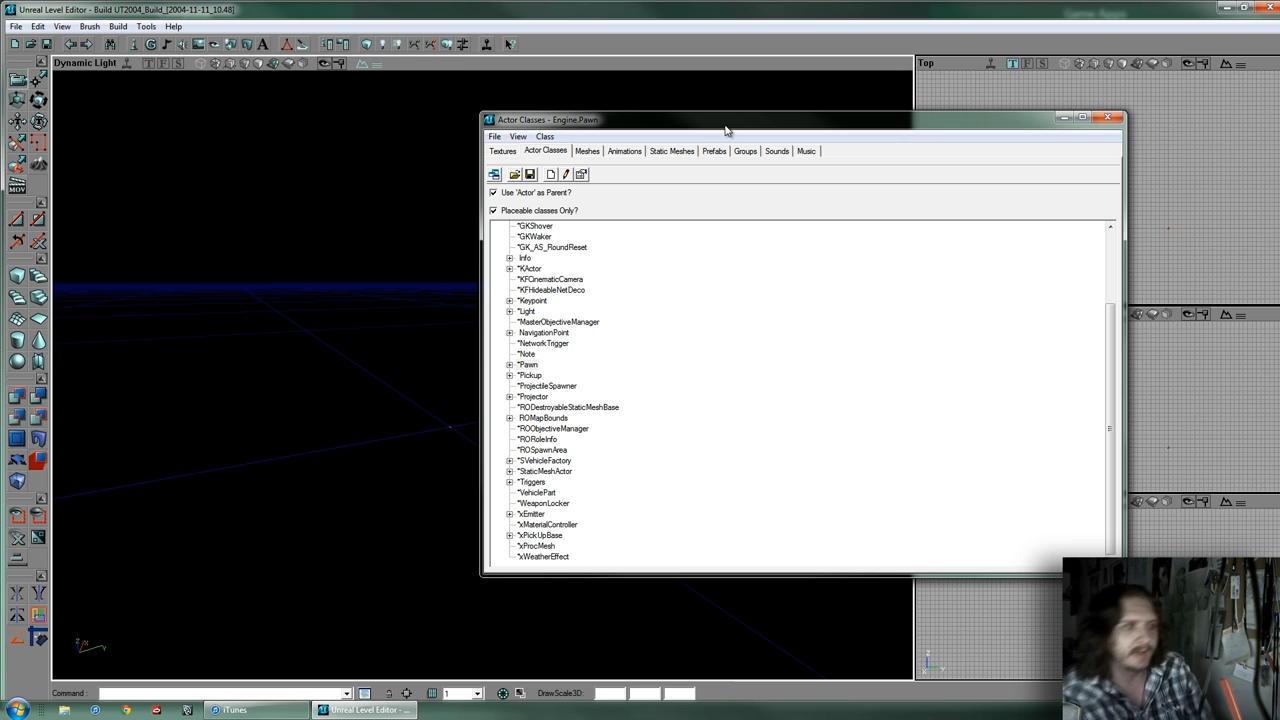 Unreal Level Editor - Build UT2004_Build_[2004-11-11_10.48]
File Edit View Brush Build Tools Help
Dynamic Light
T F S
Top
T F S
Actor Classes - Engine.Pawn
File View Class
Textures Actor Classes Meshes Animations Static Meshes Prefabs Groups Sounds Music
Use 'Actor' as Parent?
Placeable classes Only?
*GKShover
*GKWaker
*GK_AS_RoundReset
Info
*KActor
*KFCinematicCamera
*KFHideableNetDeco
*Keypoint
*Light
*MasterObjectiveManager
NavigationPoint
*NetworkTrigger
*Note
*Pawn
*Pickup
*ProjectileSpawner
*Projector
*RODestroyableStaticMeshBase
ROMapBounds
*ROObjectiveManager
*RORoleInfo
*ROSpawnArea
*SVehicleFactory
*StaticMeshActor
*Triggers
*VehiclePart
*WeaponLocker
*xEmitter
*xMaterialController
*xPickUpBase
*xProcMesh
*xWeatherEffect
MOV
Z X Y
Command : 1 DrawScale3D:
iTunes Unreal Level Editor - ...